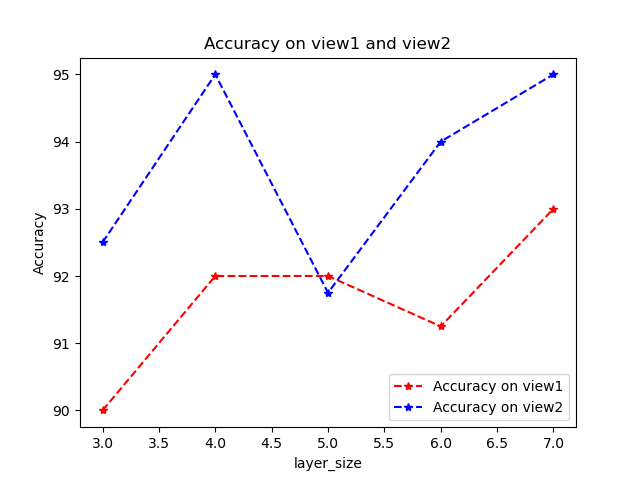 Accuracy on view1 and view2
95
94
93
92
91
90
Accuracy
3.0 3.5 4.0 4.5 5.0 5.5 6.0 6.5 7.0
layer_size
Accuracy on view1
Accuracy on view2